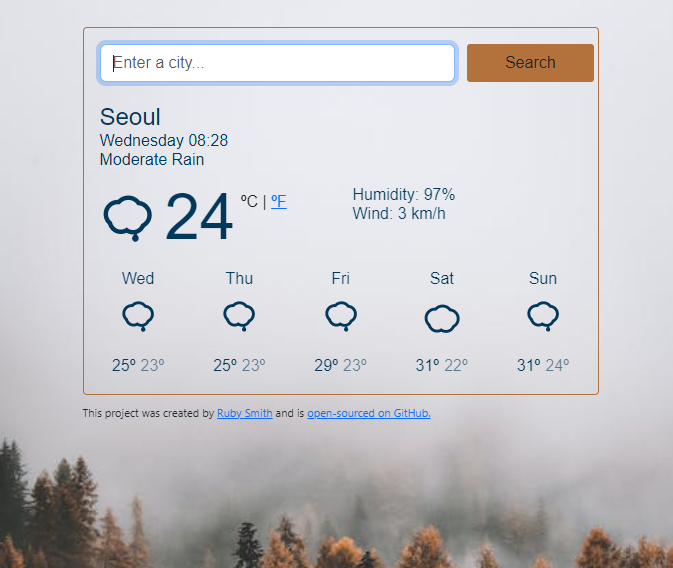 Enter a city...
Search
Seoul
Wednesday 08:28
Moderate Rain
24 ºC | ºF
Humidity: 97%
Wind: 3 km/h
Wed Thu Fri Sat Sun
25º 23º 25º 23º 29º 23º 31º 22º 31º 24º
This project was created by Ruby Smith and is open-sourced on GitHub.